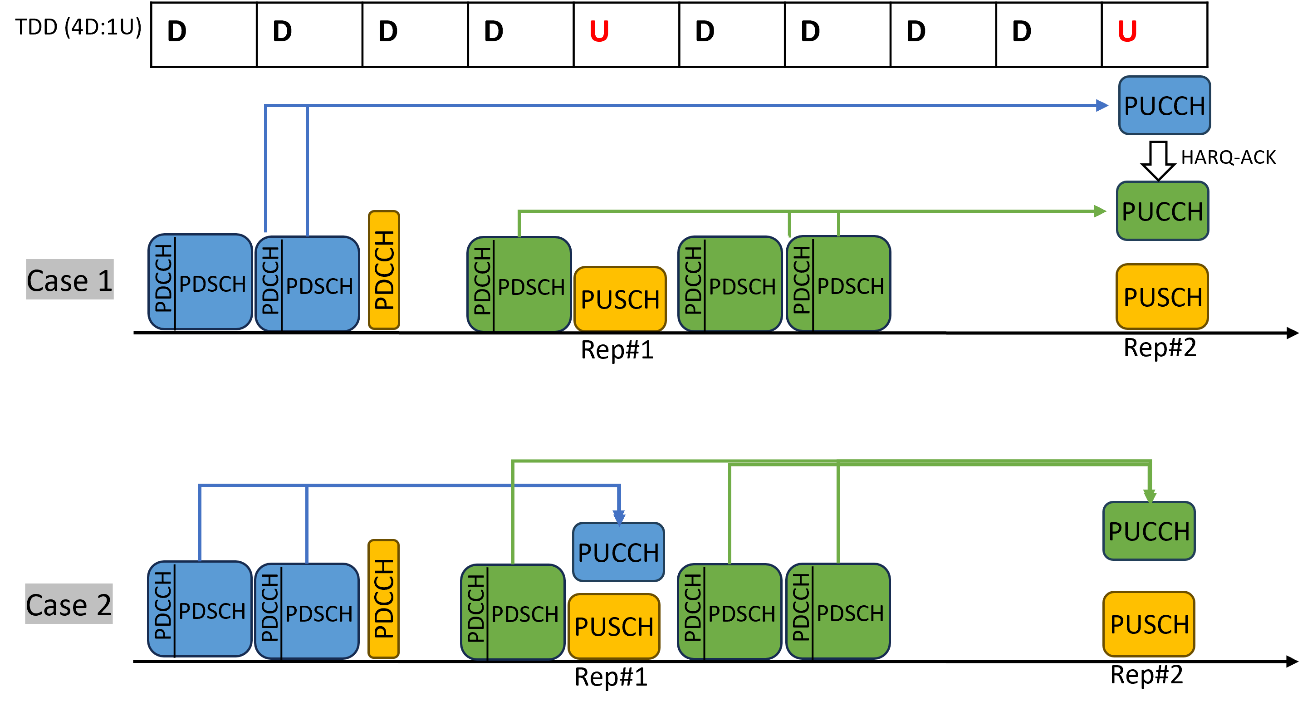 TDD (4D:1U) D D D D U D D D D U
PUCCH
HARQ-ACK
PUCCH
Case 1
PDCCH PDSCH PDCCH PDSCH PDCCH PDCCH PDSCH PUSCH PDCCH PDSCH PDCCH PDSCH PUSCH
Rep#1 Rep#2
PUCCH PUCCH
Case 2
PDCCH PDSCH PDCCH PDSCH PDCCH PDCCH PDSCH PUSCH PDCCH PDSCH PDCCH PDSCH PUSCH
Rep#1 Rep#2